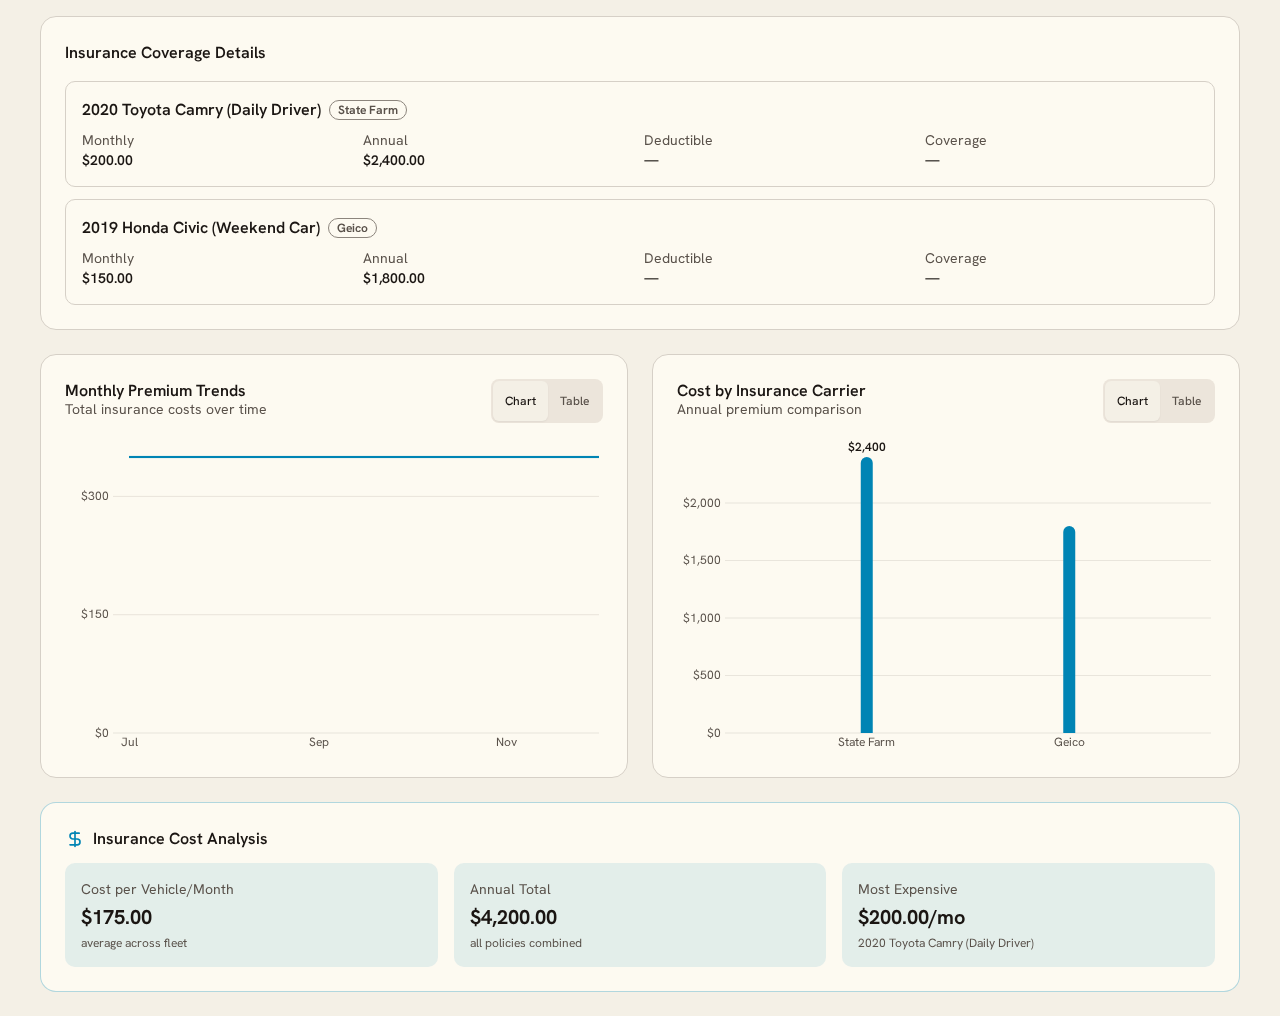 Insurance Coverage Details
2020 Toyota Camry (Daily Driver) State Farm
Monthly Annual Deductible Coverage
$200.00 $2,400.00 — —
2019 Honda Civic (Weekend Car) Geico
Monthly Annual Deductible Coverage
$150.00 $1,800.00 — —
Monthly Premium Trends
Total insurance costs over time
Chart Table
$300
$150
$0
Jul Sep Nov
Cost by Insurance Carrier
Annual premium comparison
Chart Table
$2,400
$2,000
$1,500
$1,000
$500
$0
State Farm Geico
Insurance Cost Analysis
Cost per Vehicle/Month
$175.00
average across fleet
Annual Total
$4,200.00
all policies combined
Most Expensive
$200.00/mo
2020 Toyota Camry (Daily Driver)